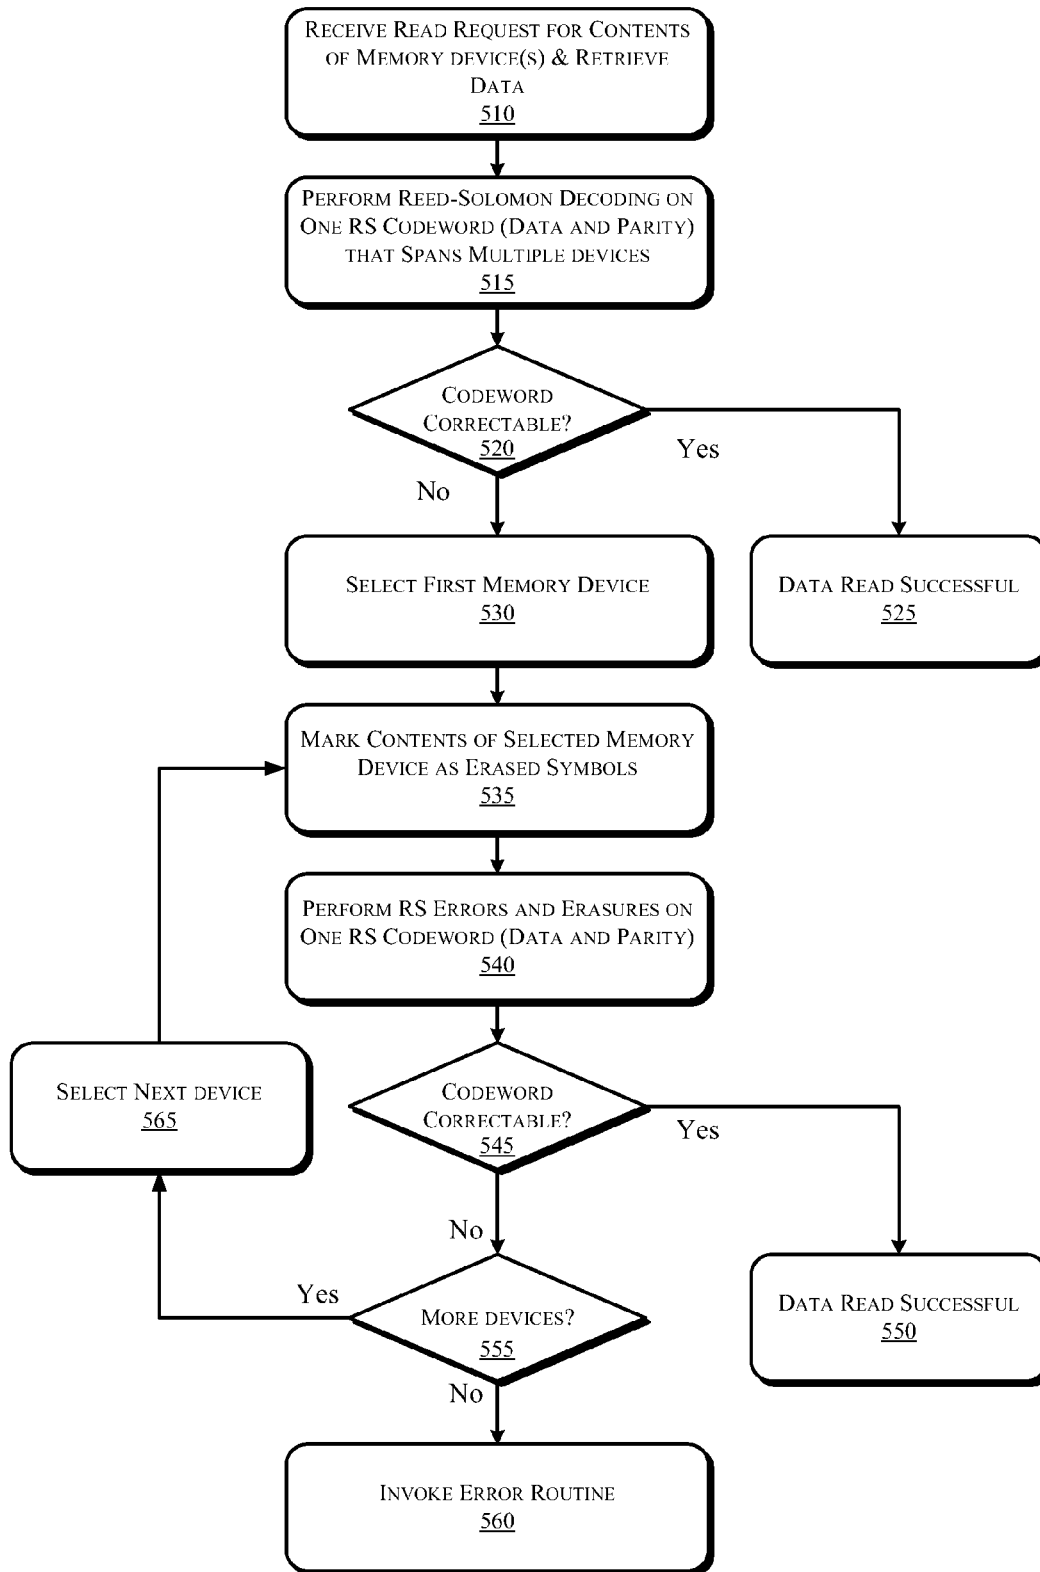 RECEIVE READ REQUEST FOR CONTENTS
OF MEMORY DEVICE(S) & RETRIEVE
DATA
510
PERFORM REED-SOLOMON DECODING ON
ONE RS CODEWORD (DATA AND PARITY)
THAT SPANS MULTIPLE DEVICES
515
CODEWORD
CORRECTABLE?
520
Yes
No
SELECT FIRST MEMORY DEVICE
530
DATA READ SUCCESSFUL
525
MARK CONTENTS OF SELECTED MEMORY
DEVICE AS ERASED SYMBOLS
535
PERFORM RS ERRORS AND ERASURES ON
ONE RS CODEWORD (DATA AND PARITY)
540
SELECT NEXT DEVICE
565
CODEWORD
CORRECTABLE?
545
Yes
No
Yes
MORE DEVICES?
555
DATA READ SUCCESSFUL
550
No
INVOKE ERROR ROUTINE
560